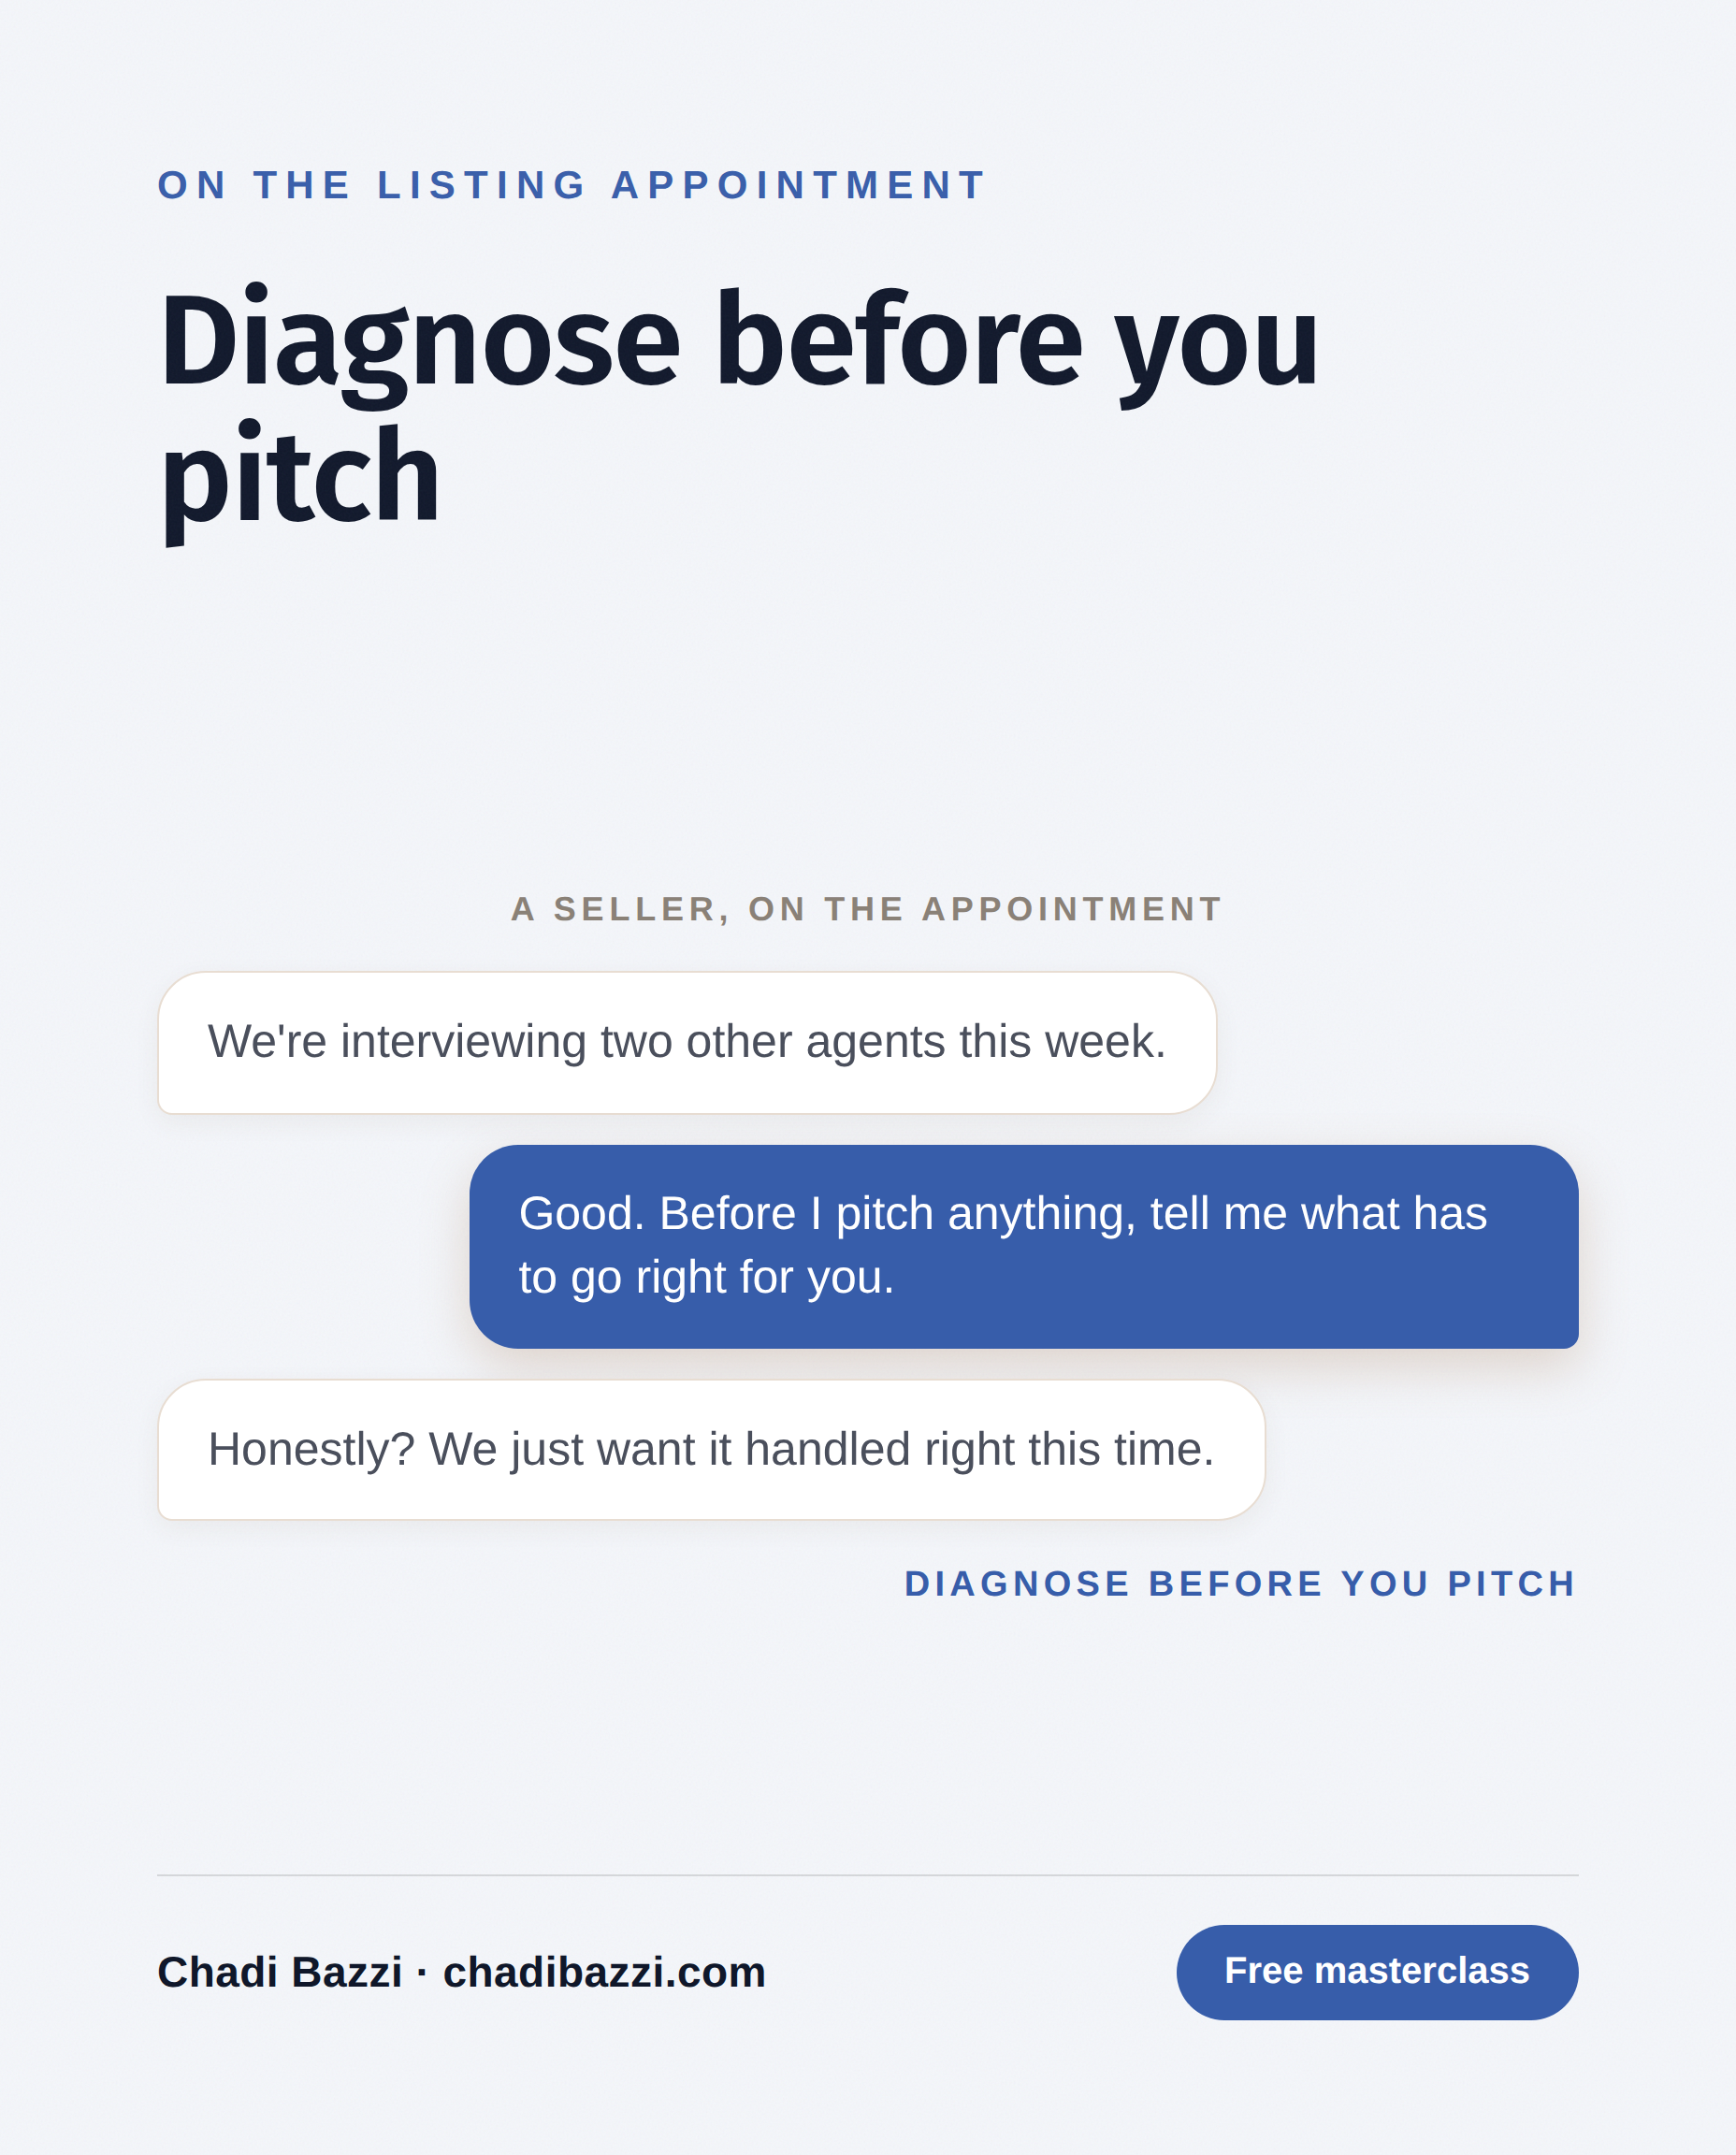 ON THE LISTING APPOINTMENT
Diagnose before you
pitch
A SELLER, ON THE APPOINTMENT
We're interviewing two other agents this week.
Good. Before I pitch anything, tell me what has
to go right for you.
Honestly? We just want it handled right this time.
DIAGNOSE BEFORE YOU PITCH
Chadi Bazzi · chadibazzi.com
Free masterclass